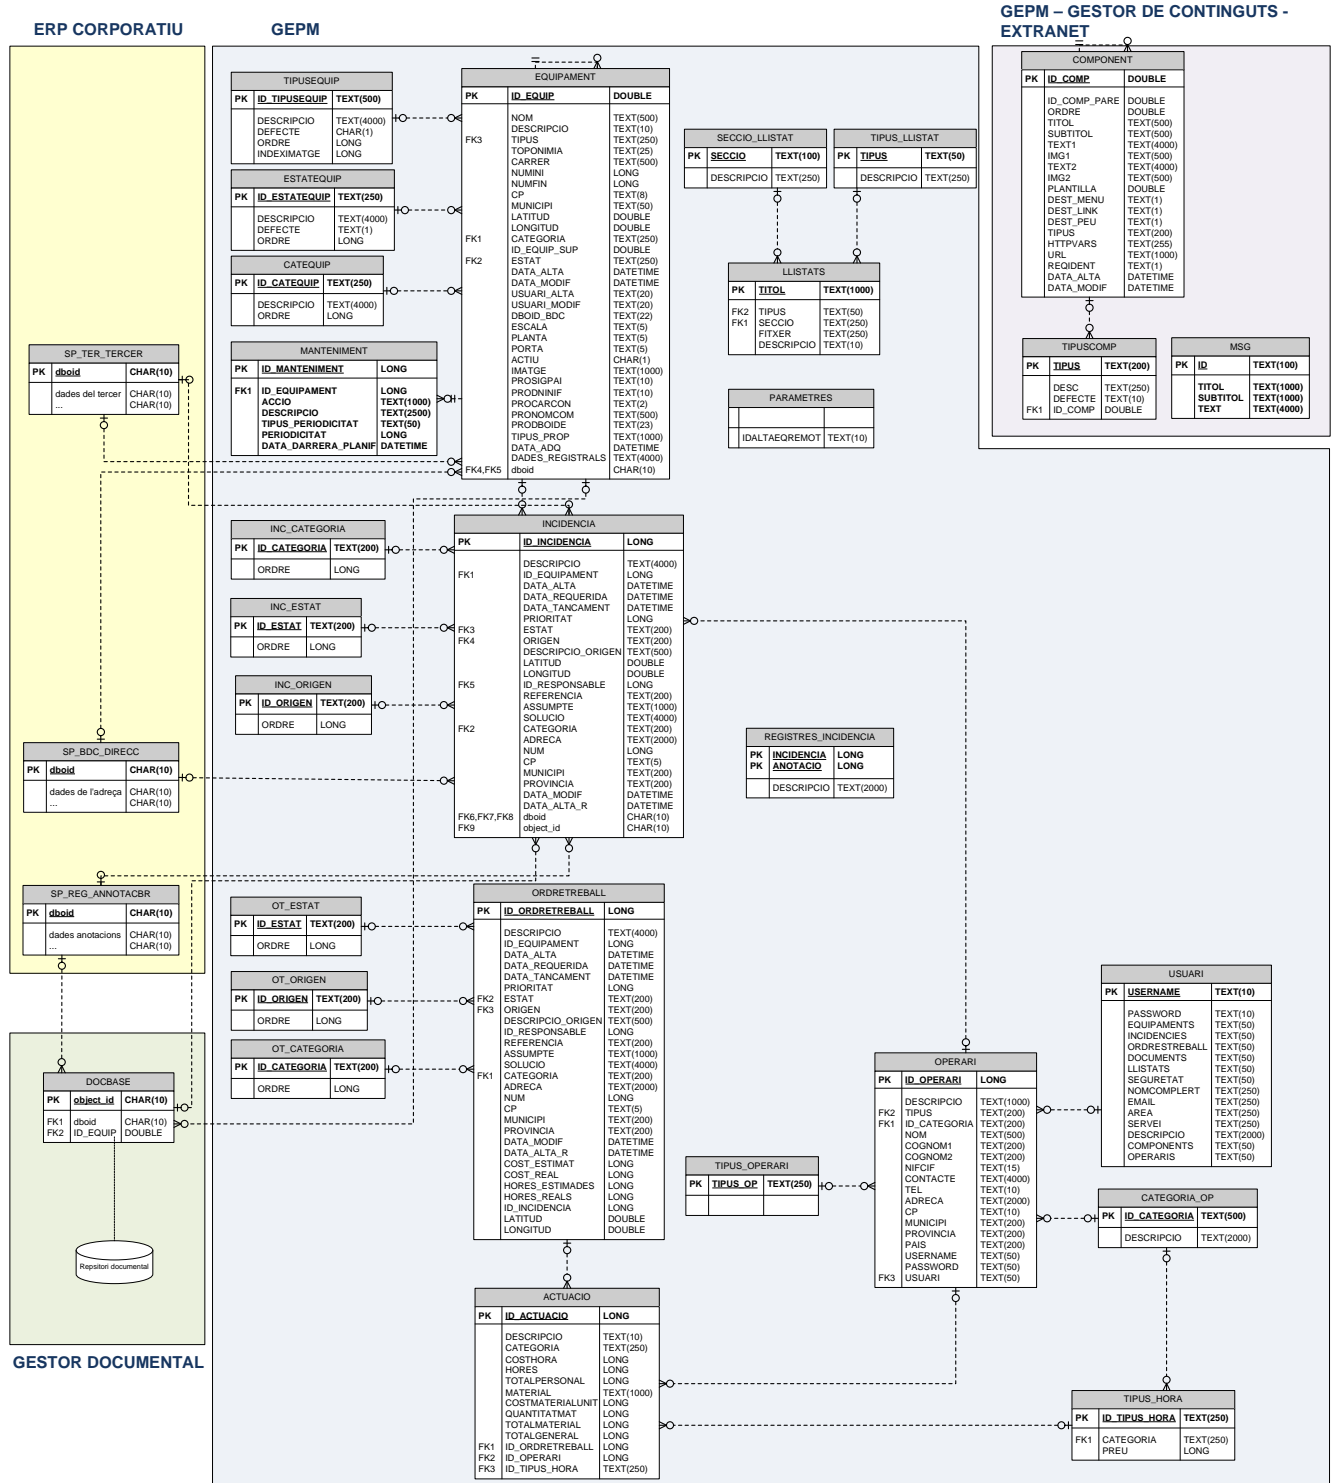 ERP CORPORATIU
GEPM
GEPM – GESTOR DE CONTINGUTS -
EXTRANET
TIPUSEQUIP
PK ID_TIPUSEQUIP TEXT(500)
DESCRIPCIO TEXT(4000)
DEFECTE CHAR(1)
ORDRE LONG
INDEXIMATGE LONG
ESTATEQUIP
PK ID_ESTATEQUIP TEXT(250)
DESCRIPCIO TEXT(4000)
DEFECTE TEXT(1)
ORDRE LONG
CATEQUIP
PK ID_CATEQUIP TEXT(250)
DESCRIPCIO TEXT(4000)
ORDRE LONG
MANTENIMENT
PK ID_MANTENIMENT LONG
FK1 ID_EQUIPAMENT LONG
ACCIO TEXT(1000)
DESCRIPCIO TEXT(2500)
TIPUS_PERIODICITAT TEXT(50)
PERIODICITAT LONG
DATA_DARRERA_PLANIF DATETIME
EQUIPAMENT
PK ID_EQUIP DOUBLE
NOM TEXT(500)
DESCRIPCIO TEXT(10)
FK3 TIPUS TEXT(250)
TOPONIMIA TEXT(25)
CARRER TEXT(500)
NUMINI LONG
NUMFIN LONG
CP TEXT(8)
MUNICIPI TEXT(50)
LATITUD DOUBLE
LONGITUD DOUBLE
FK1 CATEGORIA TEXT(250)
ID_EQUIP_SUP DOUBLE
FK2 ESTAT TEXT(250)
DATA_ALTA DATETIME
DATA_MODIF DATETIME
USUARI_ALTA TEXT(20)
USUARI_MODIF TEXT(20)
DBOID_BDC TEXT(22)
ESCALA TEXT(5)
PLANTA TEXT(5)
PORTA TEXT(5)
ACTIU CHAR(1)
IMATGE TEXT(1000)
PROSIGPAI TEXT(10)
PRODNINIF TEXT(10)
PROCARCON TEXT(2)
PRONOMCOM TEXT(500)
PRODBOIDE TEXT(23)
TIPUS_PROP TEXT(1000)
DATA_ADQ DATETIME
DADES_REGISTRALS TEXT(4000)
FK4,FK5 dboid CHAR(10)
SECCIO_LLISTAT
PK SECCIO TEXT(100)
DESCRIPCIO TEXT(250)
TIPUS_LLISTAT
PK TIPUS TEXT(50)
DESCRIPCIO TEXT(250)
LLISTATS
PK TITOL TEXT(1000)
FK2 TIPUS TEXT(50)
FK1 SECCIO TEXT(250)
FITXER TEXT(250)
DESCRIPCIO TEXT(10)
PARAMETRES
IDALTAEQREMOT TEXT(10)
COMPONENT
PK ID_COMP DOUBLE
ID_COMP_PARE DOUBLE
ORDRE DOUBLE
TITOL TEXT(500)
SUBTITOL TEXT(500)
TEXT1 TEXT(4000)
IMG1 TEXT(500)
TEXT2 TEXT(4000)
IMG2 TEXT(500)
PLANTILLA DOUBLE
DEST_MENU TEXT(1)
DEST_LINK TEXT(1)
DEST_PEU TEXT(1)
TIPUS TEXT(200)
HTTPVARS TEXT(255)
URL TEXT(1000)
REQIDENT TEXT(1)
DATA_ALTA DATETIME
DATA_MODIF DATETIME
TIPUSCOMP
PK TIPUS TEXT(200)
DESC TEXT(250)
DEFECTE TEXT(10)
FK1 ID_COMP DOUBLE
MSG
PK ID TEXT(100)
TITOL TEXT(1000)
SUBTITOL TEXT(1000)
TEXT TEXT(4000)
SP_TER_TERCER
PK dboid CHAR(10)
dades del tercer CHAR(10)
... CHAR(10)
INC_CATEGORIA
PK ID_CATEGORIA TEXT(200)
ORDRE LONG
INC_ESTAT
PK ID_ESTAT TEXT(200)
ORDRE LONG
INC_ORIGEN
PK ID_ORIGEN TEXT(200)
ORDRE LONG
INCIDENCIA
PK ID_INCIDENCIA LONG
DESCRIPCIO TEXT(4000)
FK1 ID_EQUIPAMENT LONG
DATA_ALTA DATETIME
DATA_REQUERIDA DATETIME
DATA_TANCAMENT DATETIME
PRIORITAT LONG
FK3 ESTAT TEXT(200)
FK4 ORIGEN TEXT(200)
DESCRIPCIO_ORIGEN TEXT(500)
LATITUD DOUBLE
LONGITUD DOUBLE
FK5 ID_RESPONSABLE LONG
REFERENCIA TEXT(200)
ASSUMPTE TEXT(1000)
SOLUCIO TEXT(4000)
FK2 CATEGORIA TEXT(200)
ADRECA TEXT(2000)
NUM LONG
CP TEXT(5)
MUNICIPI TEXT(200)
PROVINCIA TEXT(200)
DATA_MODIF DATETIME
DATA_ALTA_R DATETIME
FK6,FK7,FK8 dboid CHAR(10)
FK9 object_id CHAR(10)
REGISTRES_INCIDENCIA
PK INCIDENCIA LONG
PK ANOTACIO LONG
DESCRIPCIO TEXT(2000)
SP_BDC_DIRECC
PK dboid CHAR(10)
dades de l'adreça CHAR(10)
... CHAR(10)
SP_REG_ANNOTACBR
PK dboid CHAR(10)
dades anotacions CHAR(10)
... CHAR(10)
OT_ESTAT
PK ID_ESTAT TEXT(200)
ORDRE LONG
OT_ORIGEN
PK ID_ORIGEN TEXT(200)
ORDRE LONG
OT_CATEGORIA
PK ID_CATEGORIA TEXT(200)
ORDRE LONG
ORDRETREBALL
PK ID_ORDRETREBALL LONG
DESCRIPCIO TEXT(4000)
ID_EQUIPAMENT LONG
DATA_ALTA DATETIME
DATA_REQUERIDA DATETIME
DATA_TANCAMENT DATETIME
PRIORITAT LONG
FK2 ESTAT TEXT(200)
FK3 ORIGEN TEXT(200)
DESCRIPCIO_ORIGEN TEXT(500)
ID_RESPONSABLE LONG
REFERENCIA TEXT(200)
ASSUMPTE TEXT(1000)
SOLUCIO TEXT(4000)
FK1 CATEGORIA TEXT(200)
ADRECA TEXT(2000)
NUM LONG
CP TEXT(5)
MUNICIPI TEXT(200)
PROVINCIA TEXT(200)
DATA_MODIF DATETIME
DATA_ALTA_R DATETIME
COST_ESTIMAT LONG
COST_REAL LONG
HORES_ESTIMADES LONG
HORES_REALS LONG
ID_INCIDENCIA LONG
LATITUD DOUBLE
LONGITUD DOUBLE
DOCBASE
PK object_id CHAR(10)
FK1 dboid CHAR(10)
FK2 ID_EQUIP DOUBLE
Repsitori documental
GESTOR DOCUMENTAL
USUARI
PK USERNAME TEXT(10)
PASSWORD TEXT(10)
EQUIPAMENTS TEXT(50)
INCIDENCIES TEXT(50)
ORDRESTREBALL TEXT(50)
DOCUMENTS TEXT(50)
LLISTATS TEXT(50)
SEGURETAT TEXT(50)
NOMCOMPLERT TEXT(250)
EMAIL TEXT(250)
AREA TEXT(250)
SERVEI TEXT(250)
DESCRIPCIO TEXT(2000)
COMPONENTS TEXT(50)
OPERARIS TEXT(50)
OPERARI
PK ID_OPERARI LONG
DESCRIPCIO TEXT(1000)
FK2 TIPUS TEXT(200)
FK1 ID_CATEGORIA TEXT(200)
NOM TEXT(500)
COGNOM1 TEXT(200)
COGNOM2 TEXT(200)
NIFCIF TEXT(15)
CONTACTE TEXT(4000)
TEL TEXT(10)
ADRECA TEXT(2000)
CP TEXT(10)
MUNICIPI TEXT(200)
PROVINCIA TEXT(200)
PAIS TEXT(200)
USERNAME TEXT(50)
PASSWORD TEXT(50)
FK3 USUARI TEXT(50)
TIPUS_OPERARI
PK TIPUS_OP TEXT(250)
CATEGORIA_OP
PK ID_CATEGORIA TEXT(500)
DESCRIPCIO TEXT(2000)
ACTUACIO
PK ID_ACTUACIO LONG
DESCRIPCIO TEXT(10)
CATEGORIA TEXT(250)
COSTHORA LONG
HORES LONG
TOTALPERSONAL LONG
MATERIAL TEXT(1000)
COSTMATERIALUNIT LONG
QUANTITATMAT LONG
TOTALMATERIAL LONG
TOTALGENERAL LONG
FK1 ID_ORDRETREBALL LONG
FK2 ID_OPERARI LONG
FK3 ID_TIPUS_HORA TEXT(250)
TIPUS_HORA
PK ID_TIPUS_HORA TEXT(250)
FK1 CATEGORIA TEXT(250)
PREU LONG